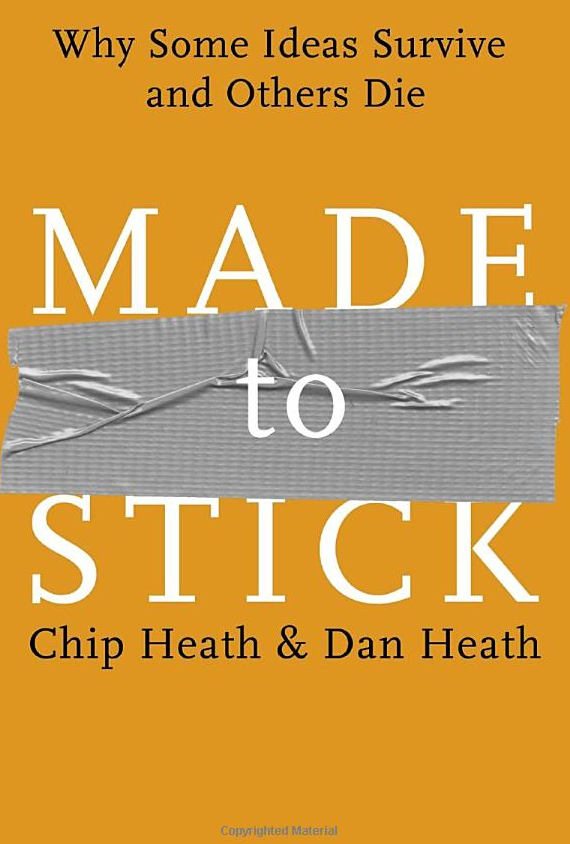 Why Some Ideas Survive
and Others Die
MADE
to
STICK
Chip Heath & Dan Heath
Copyrighted Material